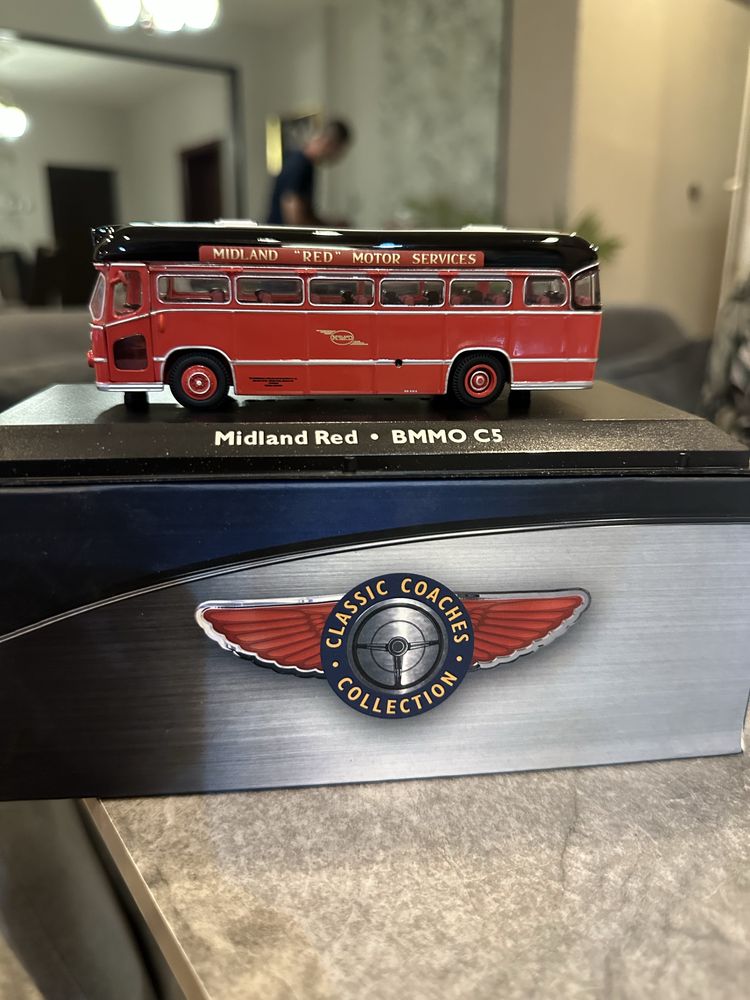 MIDLAND "RED" MOTOR SERVICES
Midland Red • BMMO C5
CLASSIC COACHES
• COLLECTION •